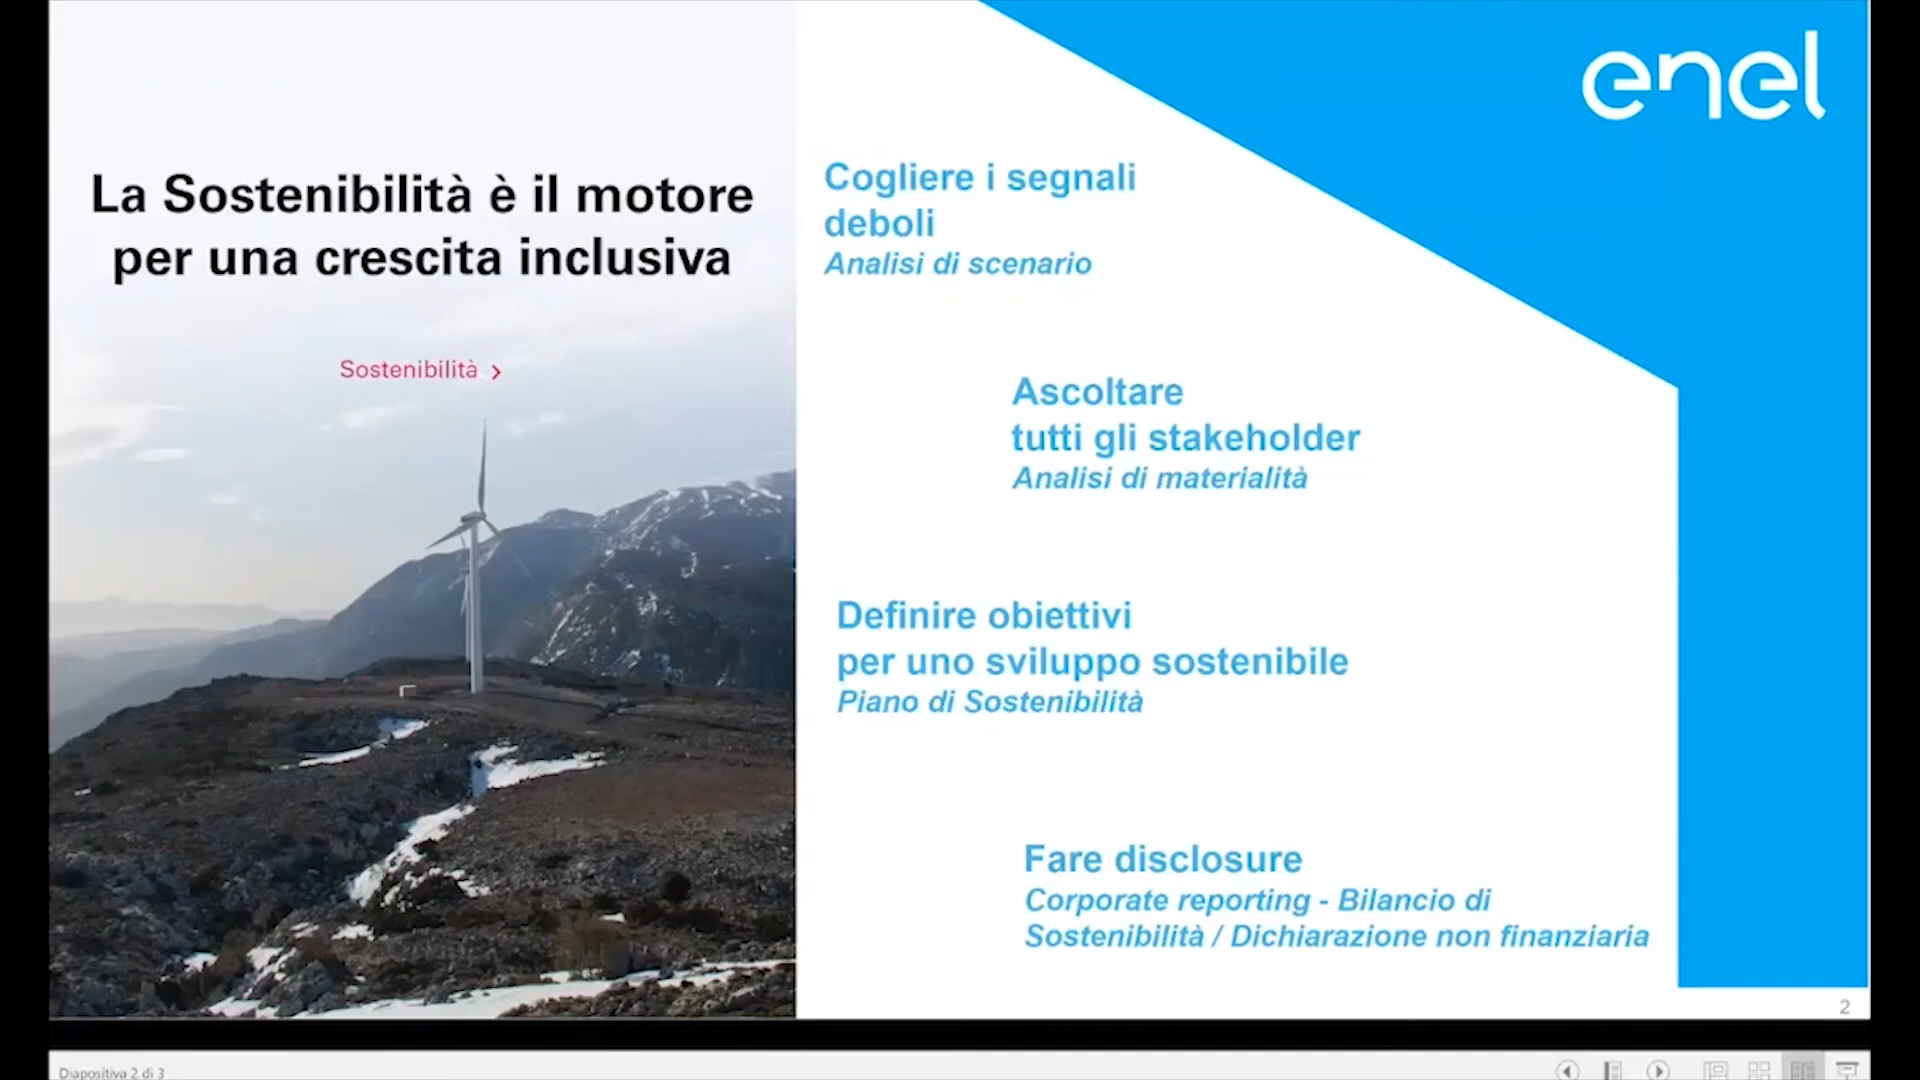 enel
La Sostenibilità è il motore
per una crescita inclusiva
Sostenibilità
Cogliere i segnali
deboli
Analisi di scenario
Ascoltare
tutti gli stakeholder
Analisi di materialità
Definire obiettivi
per uno sviluppo sostenibile
Piano di Sostenibilità
Fare disclosure
Corporate reporting - Bilancio di
Sostenibilità / Dichiarazione non finanziaria
2
Diapositiva 2 di 3